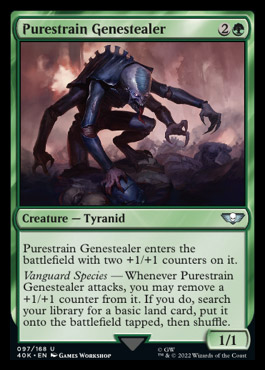 Purestrain Genestealer 2
Creature — Tyranid
Purestrain Genestealer enters the
battlefield with two +1/+1 counters on it.
Vanguard Species — Whenever Purestrain
Genestealer attacks, you may remove a
+1/+1 counter from it. If you do, search
your library for a basic land card, put it
onto the battlefield tapped, then shuffle.
1/1
097/168 U
40K • EN Games Workshop
© GW
™ & © 2022 Wizards of the Coast